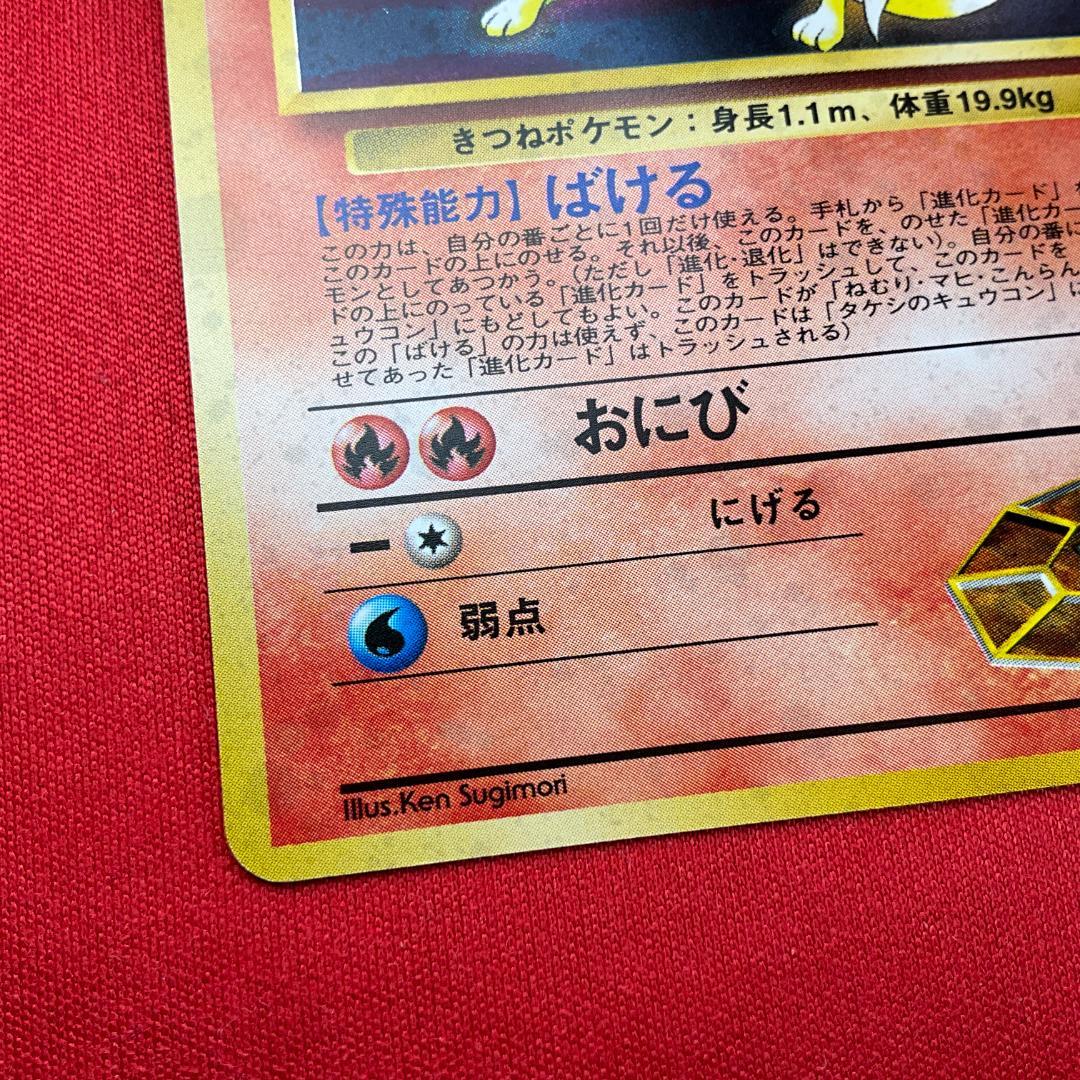 きつねポケモン：身長1.1m、体重19.9kg
【特殊能力】ばける
この力は、自分の番ごとに1回だけ使える。手札から「進化カード」
このカードの上にのせる。それ以後、このカードを、のせた「進化カー
モンとしてあつかう。（ただし「進化・退化」はできない）。自分の番に
ドの上にのっている「進化カード」をトラッシュして、このカードを
ュウコン」にもどしてもよい。このカードが「ねむり・マヒ・こんらん
この「ばける」の力は使えず、このカードは「タケシのキュウコン」に
せてあった「進化カード」はトラッシュされる）
おにび
ー にげる
弱点
Illus.Ken Sugimori